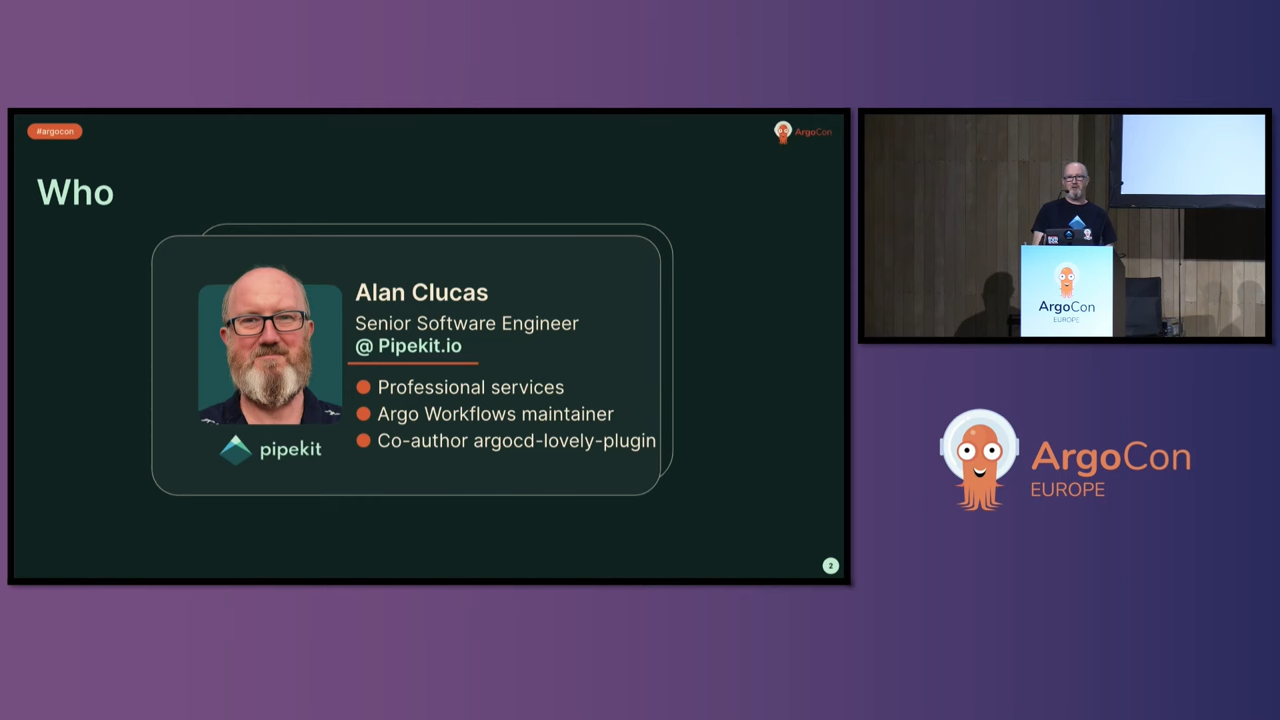 #argocon
ArgoCon
Who
Alan Clucas
Senior Software Engineer
@ Pipekit.io
Professional services
Argo Workflows maintainer
Co-author argocd-lovely-plugin
pipekit
2
ArgoCon
EUROPE
ArgoCon
EUROPE